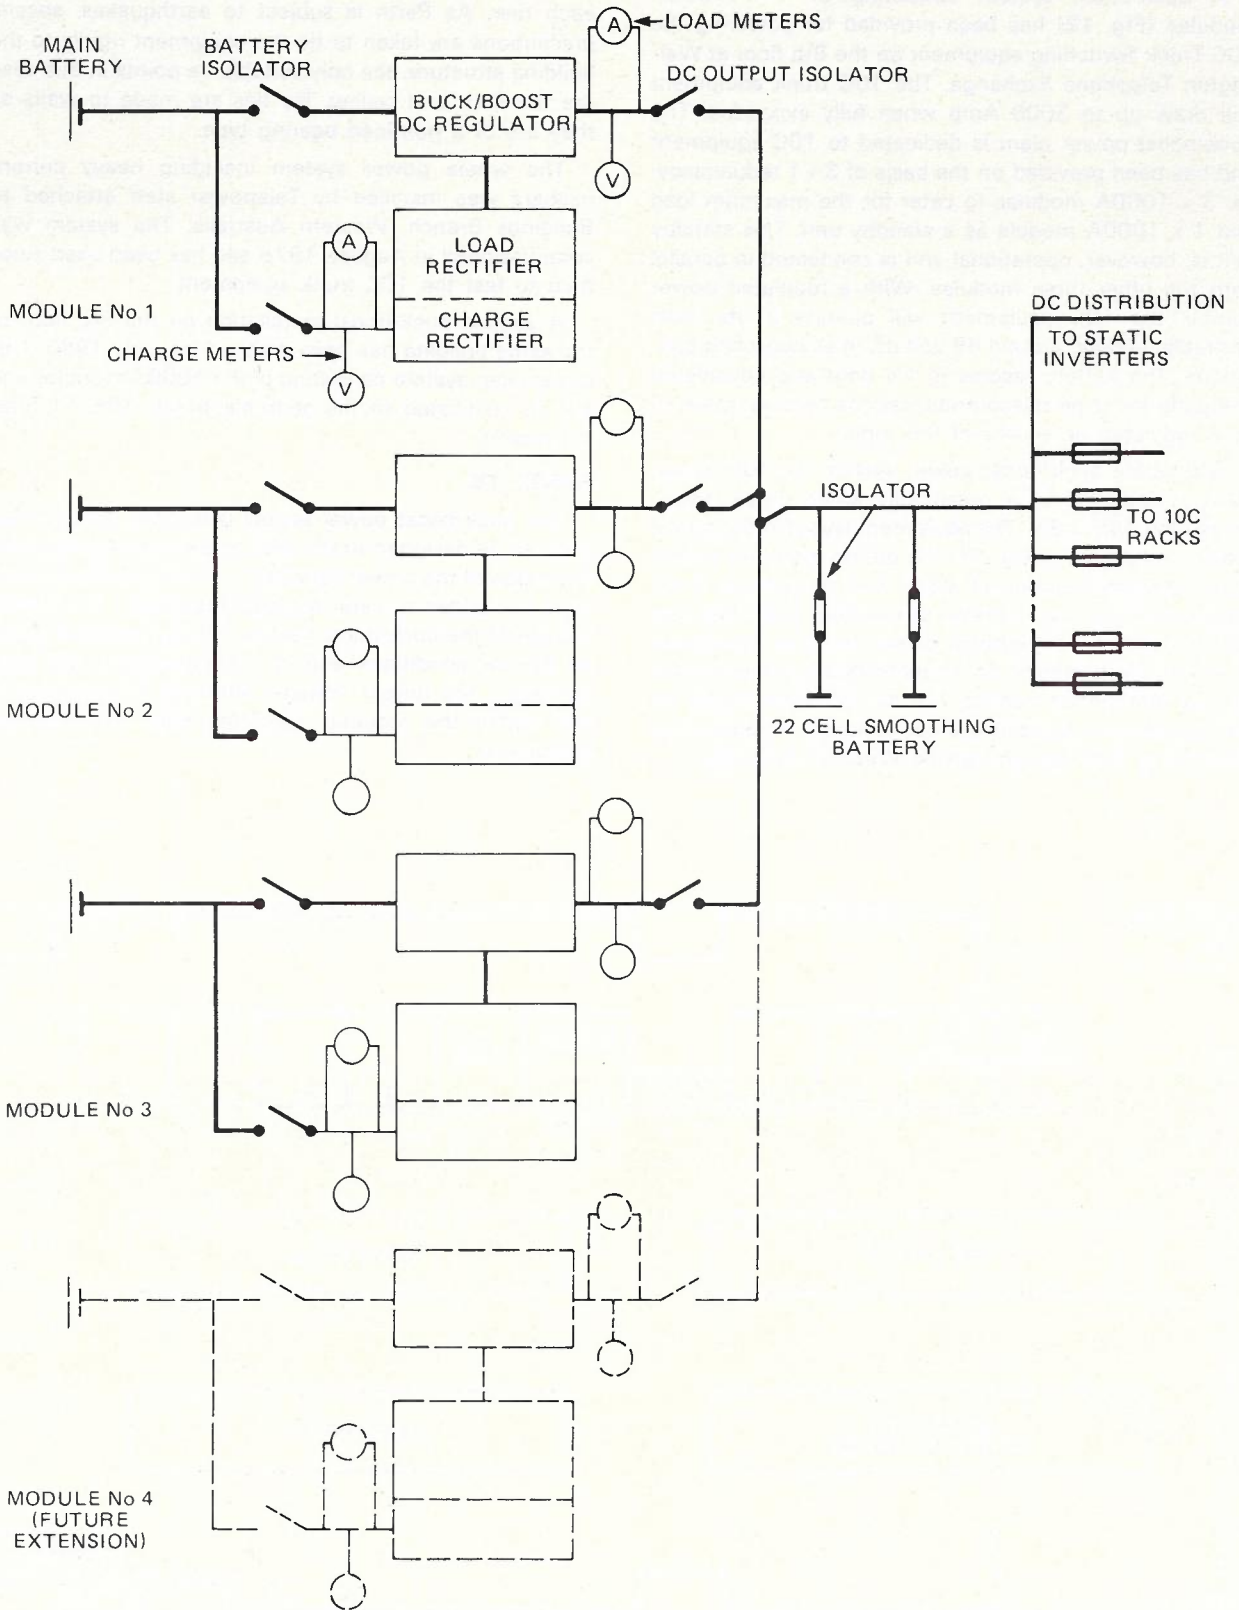 MAIN
BATTERY
BATTERY
ISOLATOR
A
LOAD METERS
DC OUTPUT ISOLATOR
BUCK/BOOST
DC REGULATOR
V
A
LOAD
RECTIFIER
MODULE No 1
CHARGE
RECTIFIER
CHARGE METERS
V
DC DISTRIBUTION
TO STATIC
INVERTERS
ISOLATOR
TO 10C
RACKS
MODULE No 2
22 CELL SMOOTHING
BATTERY
MODULE No 3
MODULE No 4
(FUTURE
EXTENSION)